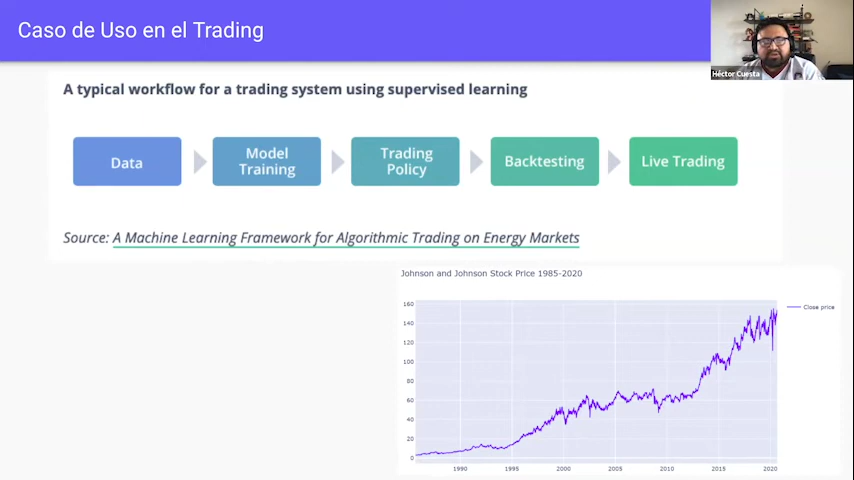 Caso de Uso en el Trading
Héctor Cuesta
A typical workflow for a trading system using supervised learning
Data
Model
Training
Trading
Policy
Backtesting
Live Trading
Source: A Machine Learning Framework for Algorithmic Trading on Energy Markets
Johnson and Johnson Stock Price 1985-2020
Close price
160
140
120
100
80
60
40
20
0
1990 1995 2000 2005 2010 2015 2020